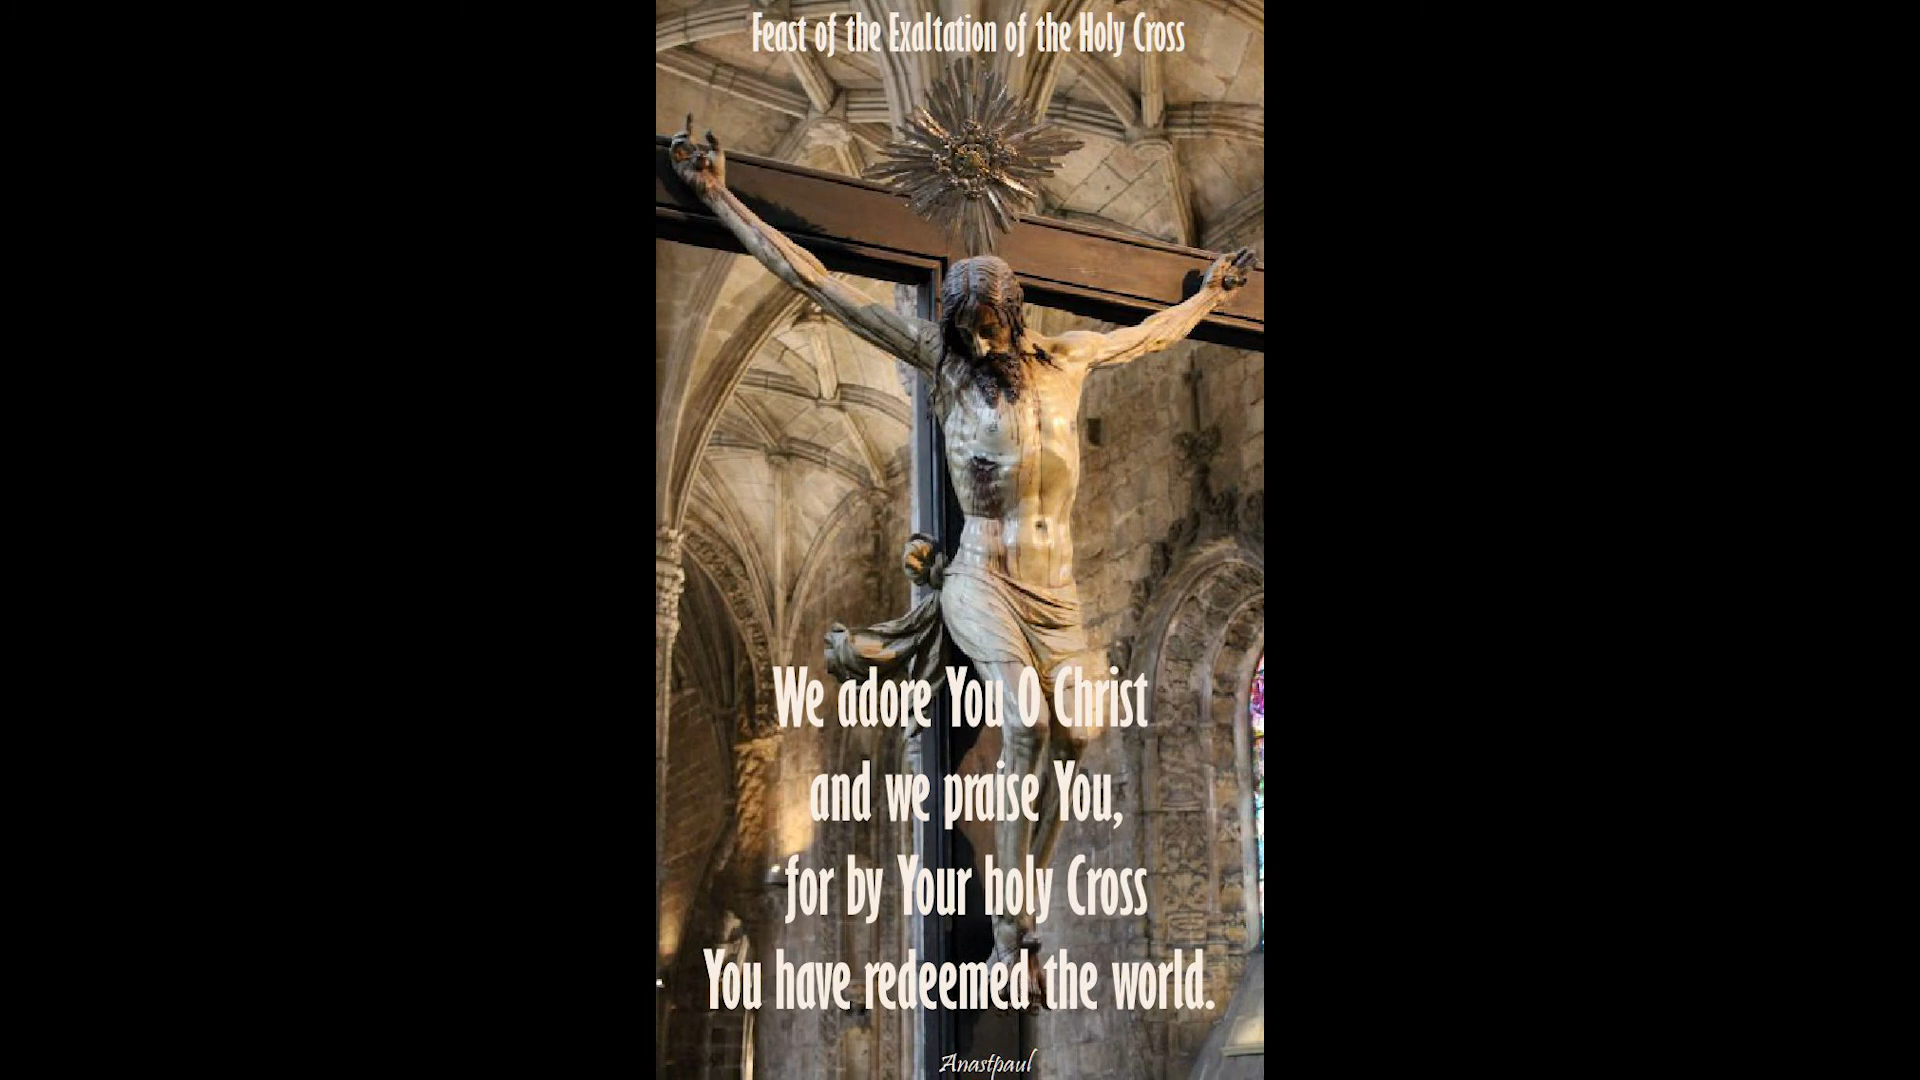 Feast of the Exaltation of the Holy Cross
We adore You O Christ
and we praise You,
for by Your holy Cross
You have redeemed the world.
Anastpaul